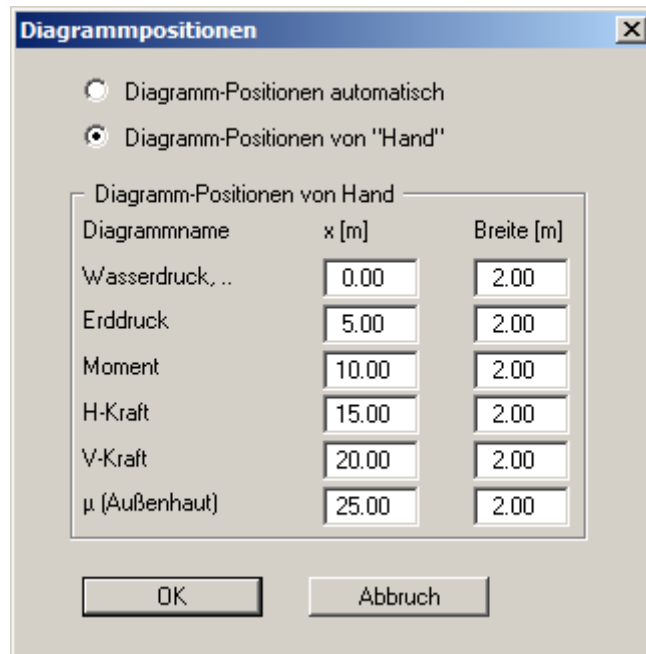 Diagrammpositionen
Diagramm-Positionen automatisch
Diagramm-Positionen von "Hand"
Diagramm-Positionen von Hand
Diagrammname x [m] Breite [m]
Wasserdruck, .. 0.00 2.00
Erddruck 5.00 2.00
Moment 10.00 2.00
H-Kraft 15.00 2.00
V-Kraft 20.00 2.00
µ (Außenhaut) 25.00 2.00
OK Abbruch